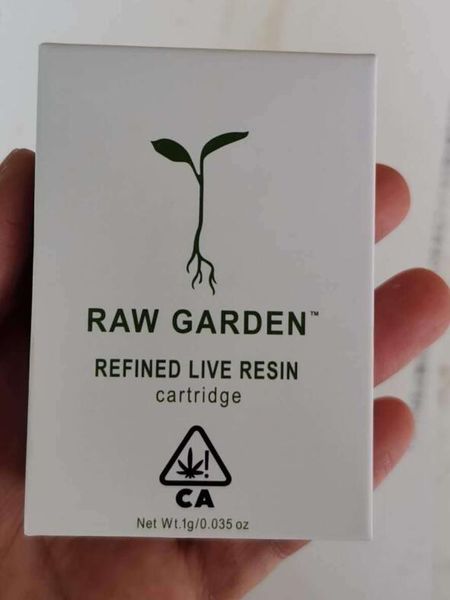 RAW GARDEN™
REFINED LIVE RESIN
cartridge
CA
Net Wt.1g/0.035 oz